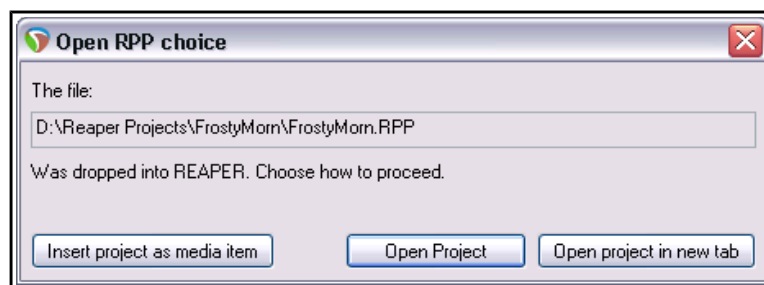 Open RPP choice
The file:
D:\Reaper Projects\FrostyMorn\FrostyMorn.RPP
Was dropped into REAPER. Choose how to proceed.
Insert project as media item Open Project Open project in new tab